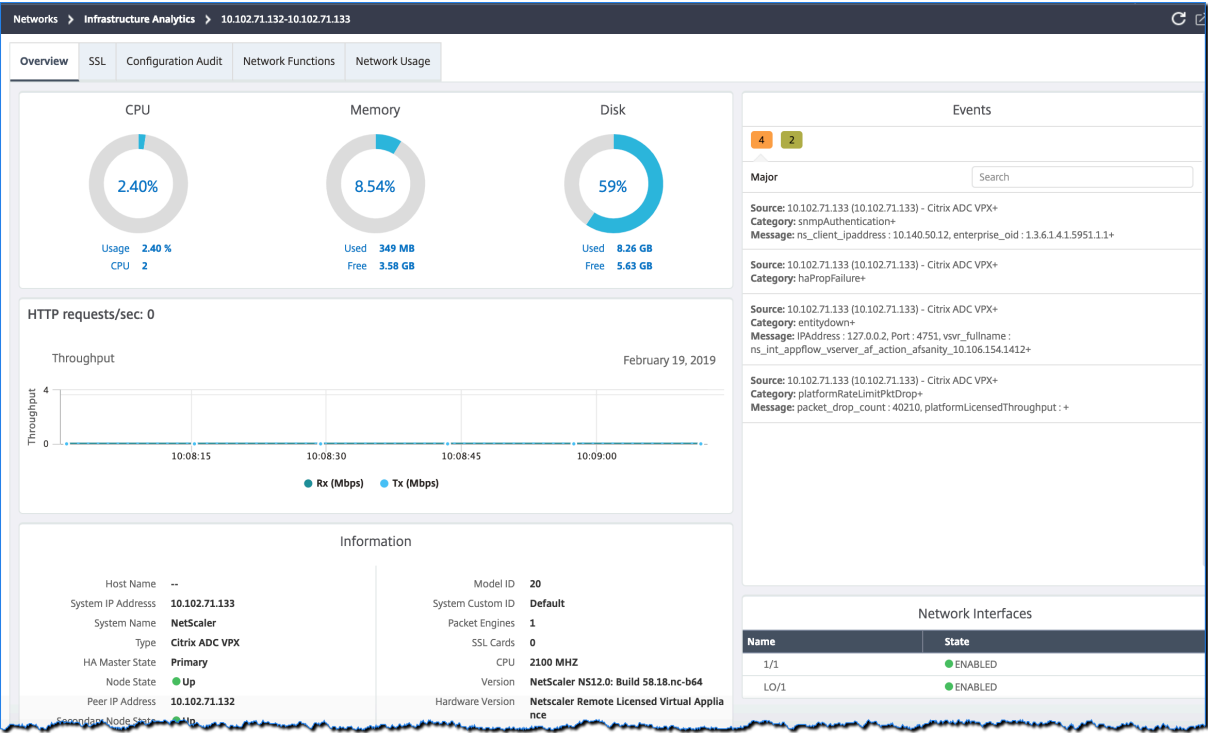 Networks > Infrastructure Analytics > 10.102.71.132-10.102.71.133
Overview SSL Configuration Audit Network Functions Network Usage
CPU Memory Disk
2.40% 8.54% 59%
Usage 2.40 % Used 349 MB Used 8.26 GB
CPU 2 Free 3.58 GB Free 5.63 GB
HTTP requests/sec: 0
Throughput February 19, 2019
Throughput
4
0
10:08:15 10:08:30 10:08:45 10:09:00
Rx (Mbps) Tx (Mbps)
Information
Host Name --
System IP Addresss 10.102.71.133
System Name NetScaler
Type Citrix ADC VPX
HA Master State Primary
Node State Up
Peer IP Address 10.102.71.132
Secondary Node State Up
Model ID 20
System Custom ID Default
Packet Engines 1
SSL Cards 0
CPU 2100 MHZ
Version NetScaler NS12.0: Build 58.18.nc-b64
Hardware Version Netscaler Remote Licensed Virtual Applia
nce
Events
4 2
Major Search
Source: 10.102.71.133 (10.102.71.133) - Citrix ADC VPX+
Category: snmpAuthentication+
Message: ns_client_ipaddress : 10.140.50.12, enterprise_oid : 1.3.6.1.4.1.5951.1.1+
Source: 10.102.71.133 (10.102.71.133) - Citrix ADC VPX+
Category: haPropFailure+
Source: 10.102.71.133 (10.102.71.133) - Citrix ADC VPX+
Category: entitydown+
Message: IPAddress : 127.0.0.2, Port : 4751, vsvr_fullname :
ns_int_appflow_vserver_af_action_afsanity_10.106.154.1412+
Source: 10.102.71.133 (10.102.71.133) - Citrix ADC VPX+
Category: platformRateLimitPktDrop+
Message: packet_drop_count : 40210, platformLicensedThroughput : +
Network Interfaces
Name State
1/1 ENABLED
LO/1 ENABLED